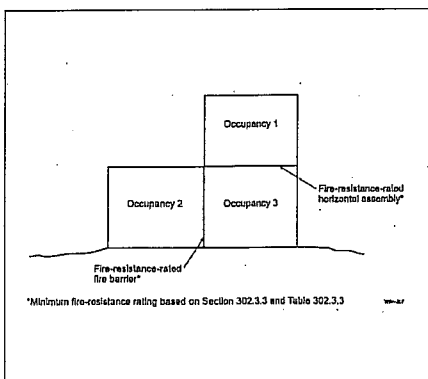 Occupancy 1
Fire-resistance-rated
horizontal assembly*
Occupancy 2
Occupancy 3
Fire-resistance-rated
fire barrier*
*Minimum fire-resistance rating based on Section 302.3.3 and Table 302.3.3